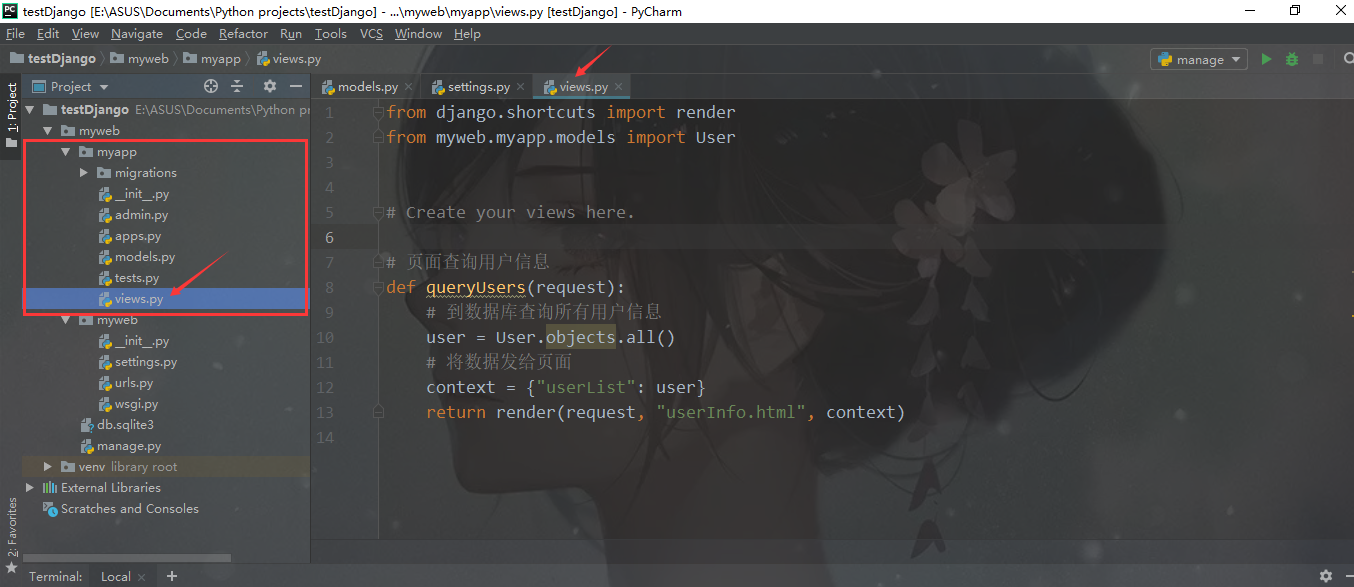 testDjango [E:\ASUS\Documents\Python projects\testDjango] - ...\myweb\myapp\views.py [testDjango] - PyCharm
File Edit View Navigate Code Refactor Run Tools VCS Window Help
testDjango myweb myapp views.py manage
1: Project
Project
testDjango E:\ASUS\Documents\Python pr
myweb
myapp
migrations
__init__.py
admin.py
apps.py
models.py
tests.py
views.py
myweb
__init__.py
settings.py
urls.py
wsgi.py
db.sqlite3
manage.py
venv library root
External Libraries
Scratches and Consoles
models.py settings.py views.py
1 from django.shortcuts import render
2 from myweb.myapp.models import User
3
4
5 # Create your views here.
6
7 # 页面查询用户信息
8 def queryUsers(request):
9 # 到数据库查询所有用户信息
10 user = User.objects.all()
11 # 将数据发给页面
12 context = {"userList": user}
13 return render(request, "userInfo.html", context)
14
2: Favorites
Terminal: Local +